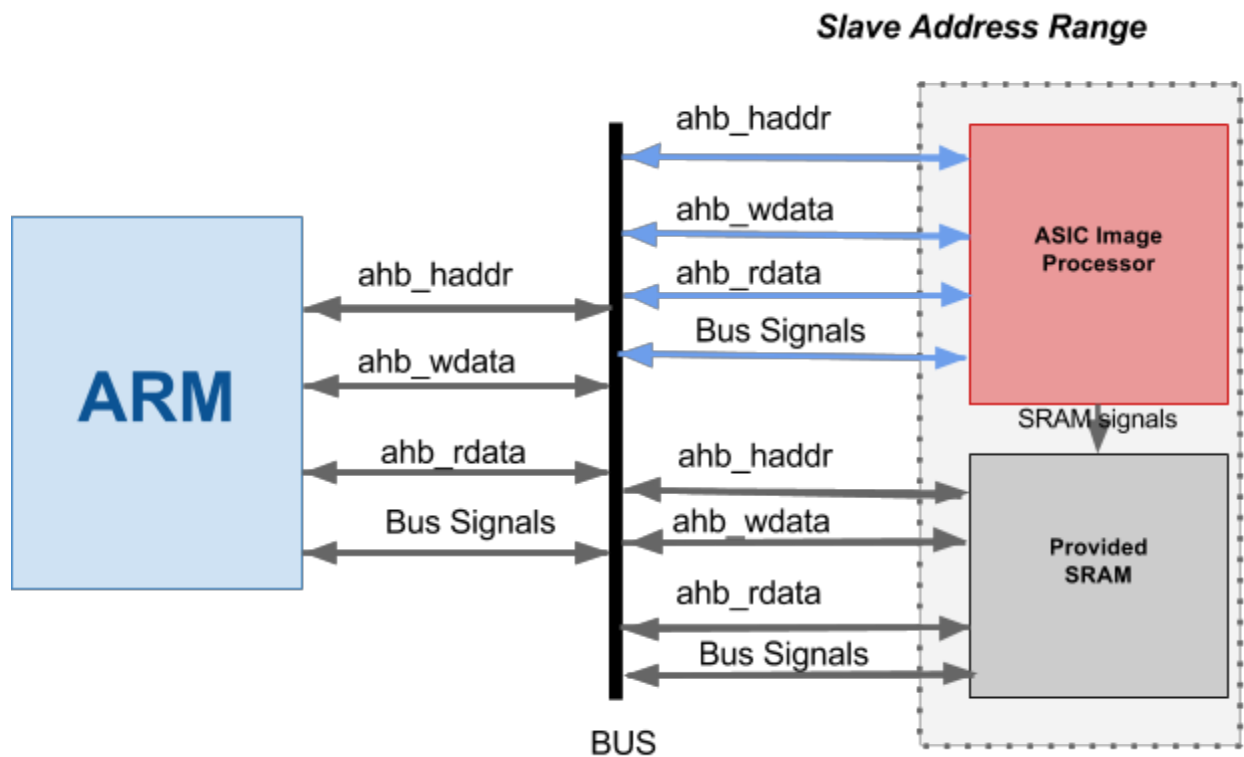 Slave Address Range
ahb_haddr
ahb_wdata
ahb_rdata
Bus Signals
ASIC Image
Processor
ARM
ahb_haddr
ahb_wdata
ahb_rdata
Bus Signals
SRAM signals
ahb_haddr
ahb_wdata
ahb_rdata
Bus Signals
Provided
SRAM
BUS